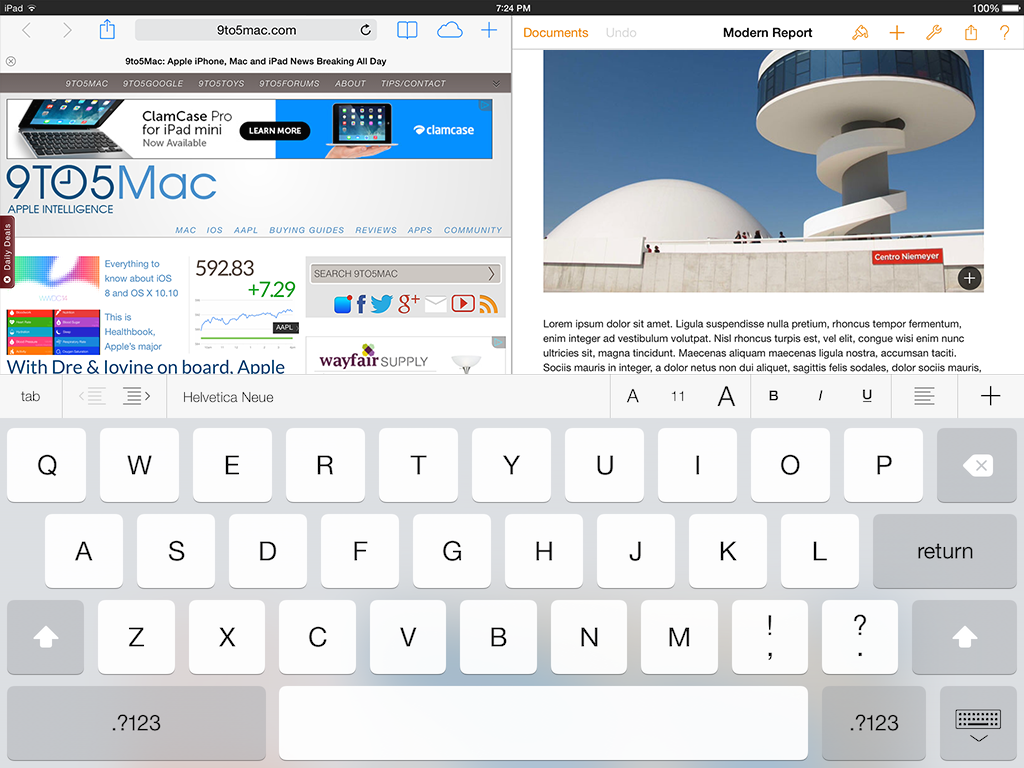 iPad
7:24 PM
100%
9to5mac.com
9to5Mac: Apple iPhone, Mac and iPad News Breaking All Day
9TO5MAC 9TO5GOOGLE 9TO5TOYS 9TO5FORUMS ABOUT TIPS/CONTACT
ClamCase Pro
for iPad mini
Now Available
LEARN MORE
clamcase
9TO5Mac
APPLE INTELLIGENCE
Daily Deals
MAC IOS AAPL BUYING GUIDES REVIEWS APPS COMMUNITY
WWDC14
Everything to
know about iOS
8 and OS X 10.10
This is
Healthbook,
Apple's major
592.83
+7.29
AAPL
SEARCH 9TO5MAC
wayfair SUPPLY
With Dre & Iovine on board, Apple
Documents Undo Modern Report
Centro Niemeyer
Lorem ipsum dolor sit amet. Ligula suspendisse nulla pretium, rhoncus tempor fermentum,
enim integer ad vestibulum volutpat. Nisl rhoncus turpis est, vel elit, congue wisi enim nunc
ultricies sit, magna tincidunt. Maecenas aliquam maecenas ligula nostra, accumsan taciti.
Sociis mauris in integer, a dolor netus non dui aliquet, sagittis felis sodales, dolor sociis mauris,
tab Helvetica Neue A 11 A B I U
Q W E R T Y U I O P
A S D F G H J K L return
Z X C V B N M ! , ? .
.?123 .?123